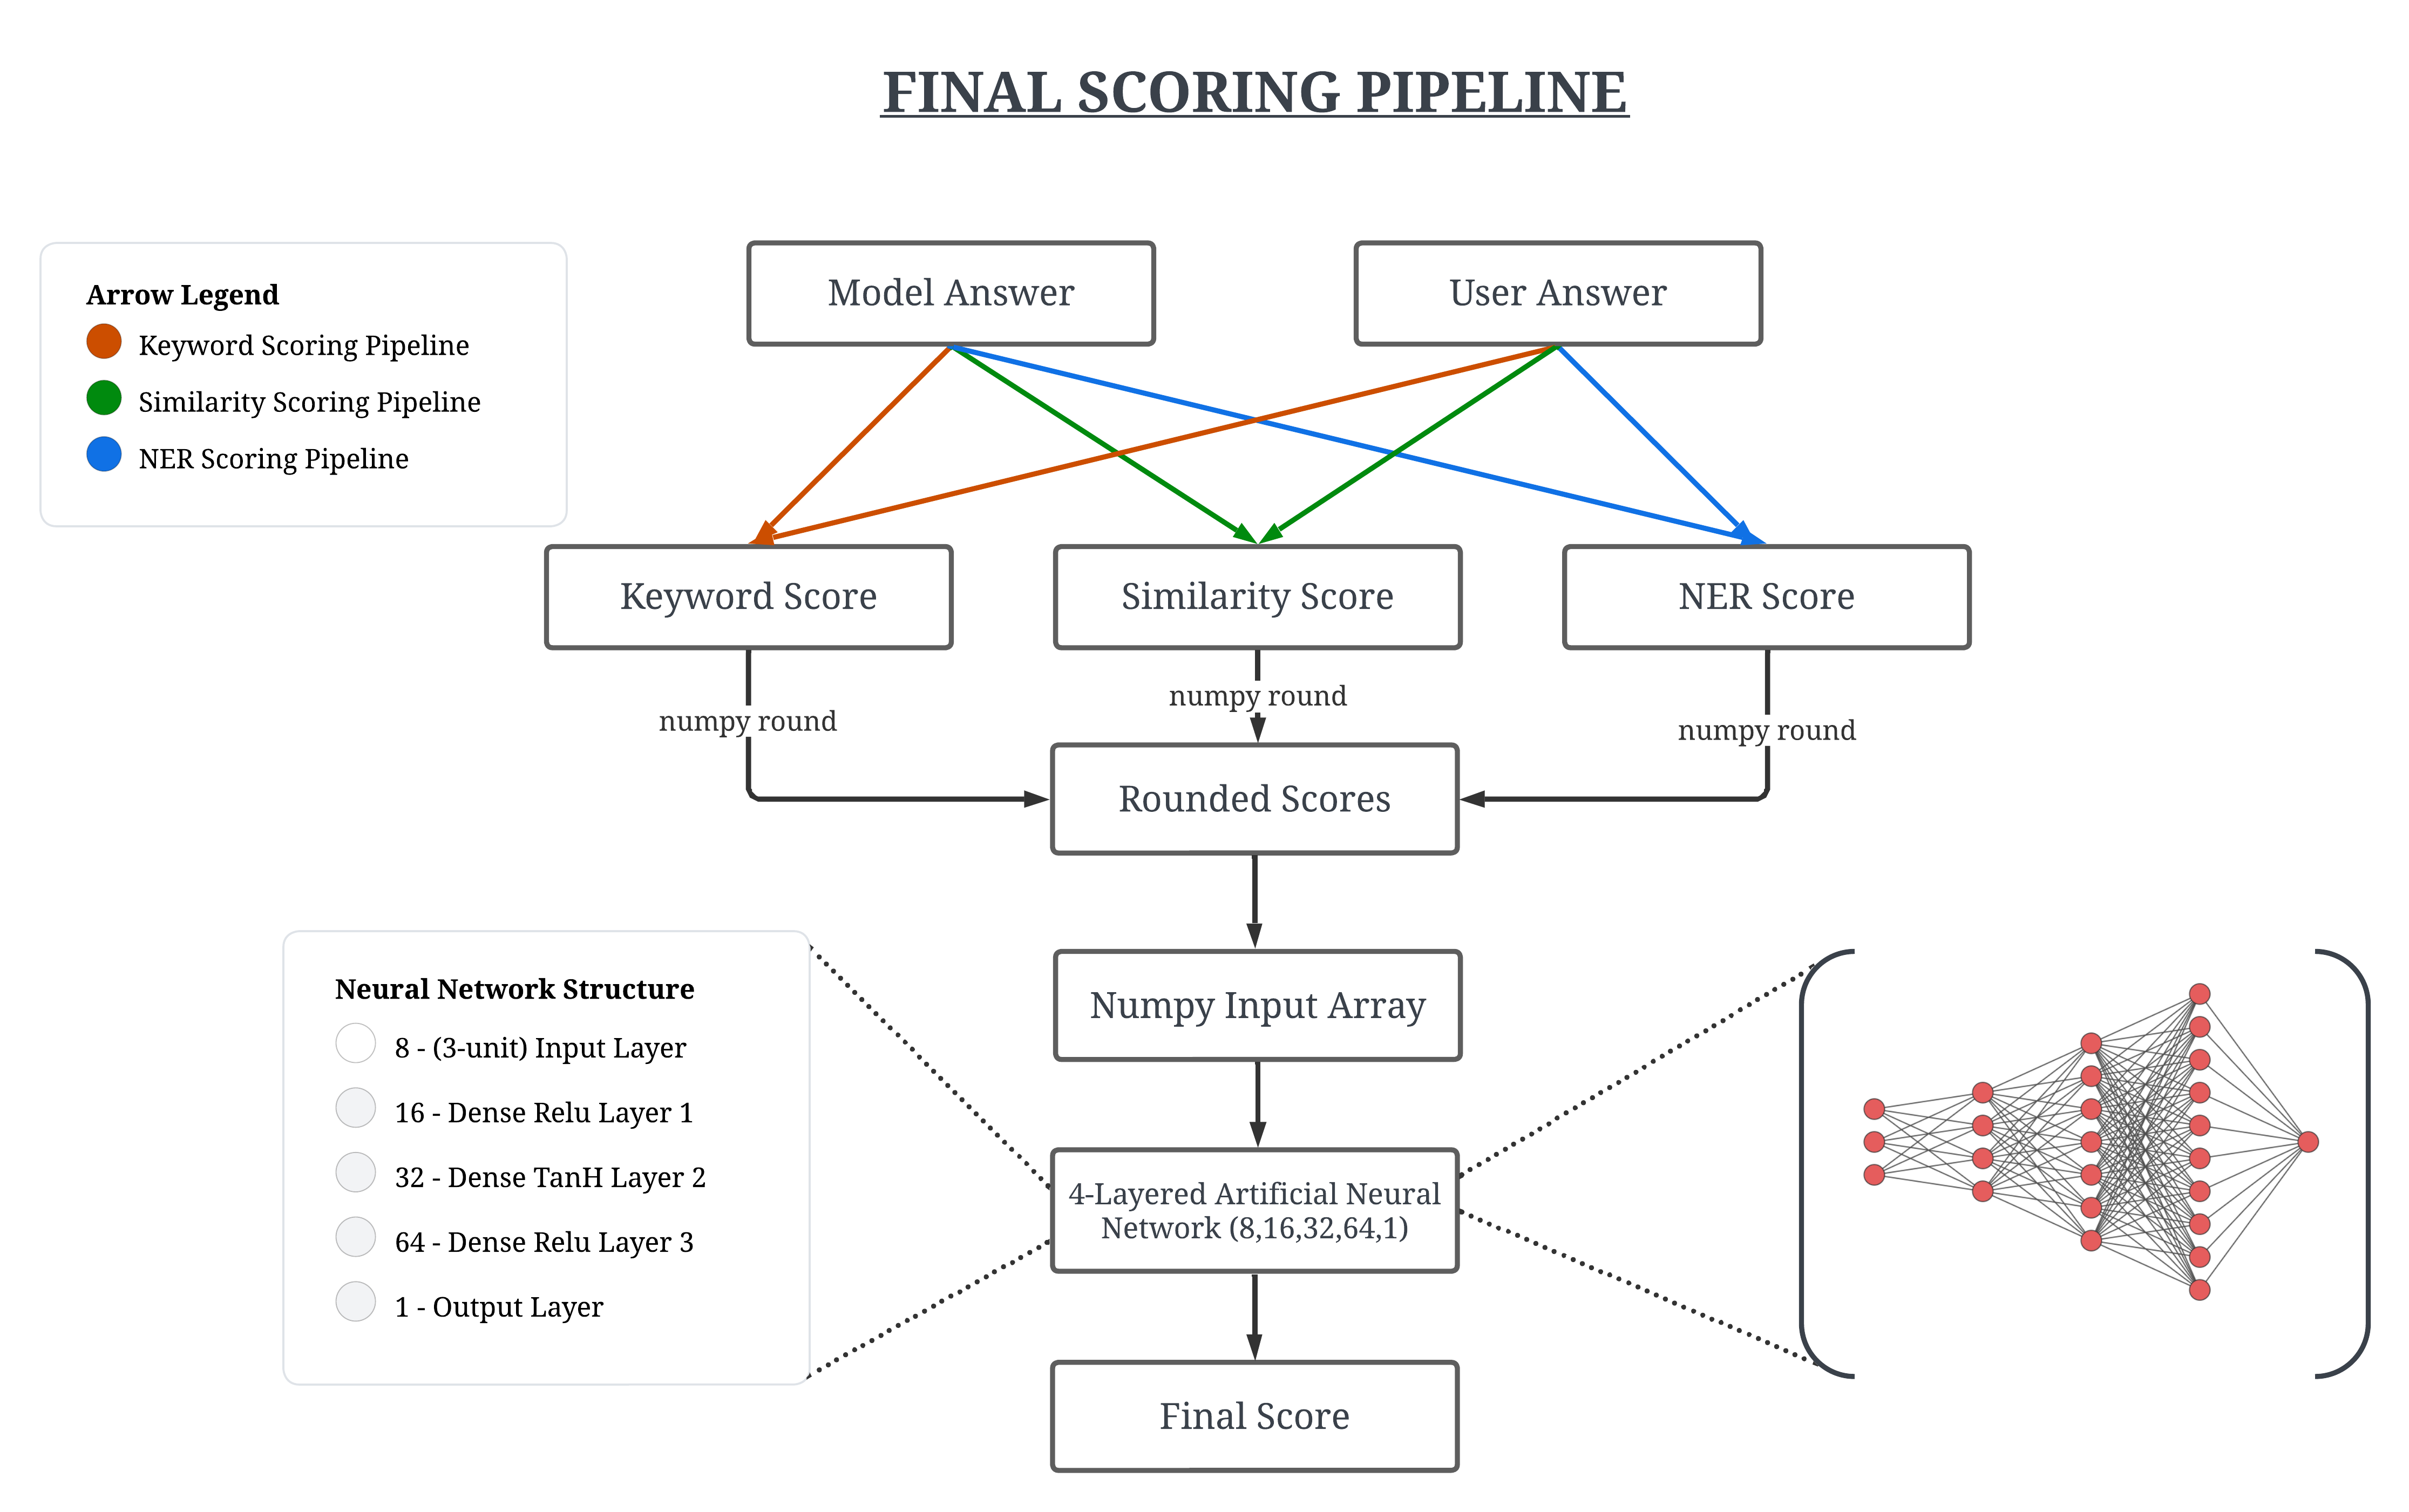 FINAL SCORING PIPELINE
Arrow Legend
Keyword Scoring Pipeline
Similarity Scoring Pipeline
NER Scoring Pipeline
Model Answer
User Answer
Keyword Score
Similarity Score
NER Score
numpy round
numpy round
numpy round
Rounded Scores
Numpy Input Array
Neural Network Structure
8 - (3-unit) Input Layer
16 - Dense Relu Layer 1
32 - Dense TanH Layer 2
64 - Dense Relu Layer 3
1 - Output Layer
4-Layered Artificial Neural
Network (8,16,32,64,1)
Final Score